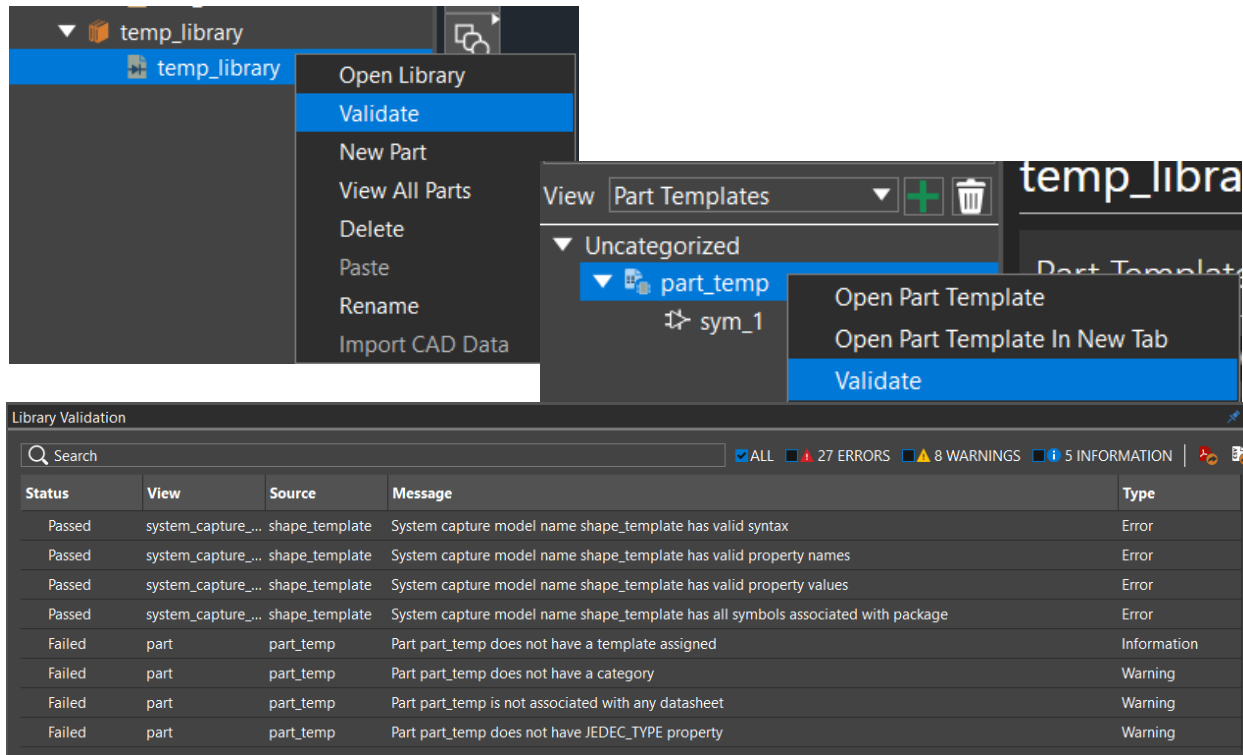 temp_library
temp_library
Open Library
Validate
New Part
View All Parts
Delete
Paste
Rename
Import CAD Data
View Part Templates
temp_libra
Uncategorized
Part Templat
part_temp
sym_1
Open Part Template
Open Part Template In New Tab
Validate
Library Validation
Search ALL 27 ERRORS 8 WARNINGS 5 INFORMATION
Status View Source Message Type
Passed system_capture_... shape_template System capture model name shape_template has valid syntax Error
Passed system_capture_... shape_template System capture model name shape_template has valid property names Error
Passed system_capture_... shape_template System capture model name shape_template has valid property values Error
Passed system_capture_... shape_template System capture model name shape_template has all symbols associated with package Error
Failed part part_temp Part part_temp does not have a template assigned Information
Failed part part_temp Part part_temp does not have a category Warning
Failed part part_temp Part part_temp is not associated with any datasheet Warning
Failed part part_temp Part part_temp does not have JEDEC_TYPE property Warning